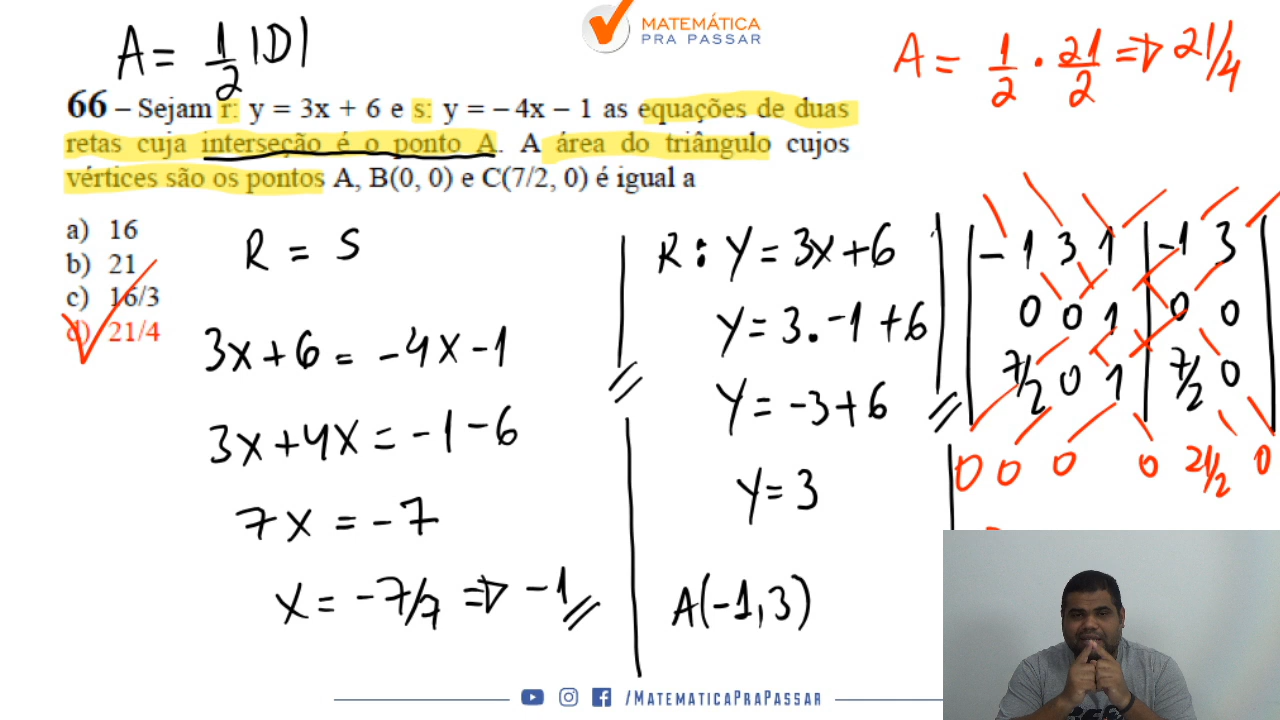 MATEMÁTICA
PRA PASSAR
A = 1/2 |D|
A = 1/2 · 21/2 => 21/4
66 – Sejam r: y = 3x + 6 e s: y = – 4x – 1 as equações de duas
retas cuja interseção é o ponto A. A área do triângulo cujos
vértices são os pontos A, B(0, 0) e C(7/2, 0) é igual a
a) 16
b) 21
c) 16/3
d) 21/4
R = S
3x+6 = -4x-1
3x+4x = -1-6
7x = -7
x = -7/7 => -1
R: y = 3x+6
y = 3.-1+6
y = -3+6
y = 3
A(-1,3)
-1 3 1 | -1 3
0 0 1 | 0 0
7/2 0 1 | 7/2 0
0 0 0 0 21/2 0
/MATEMATICAPRAPASSAR